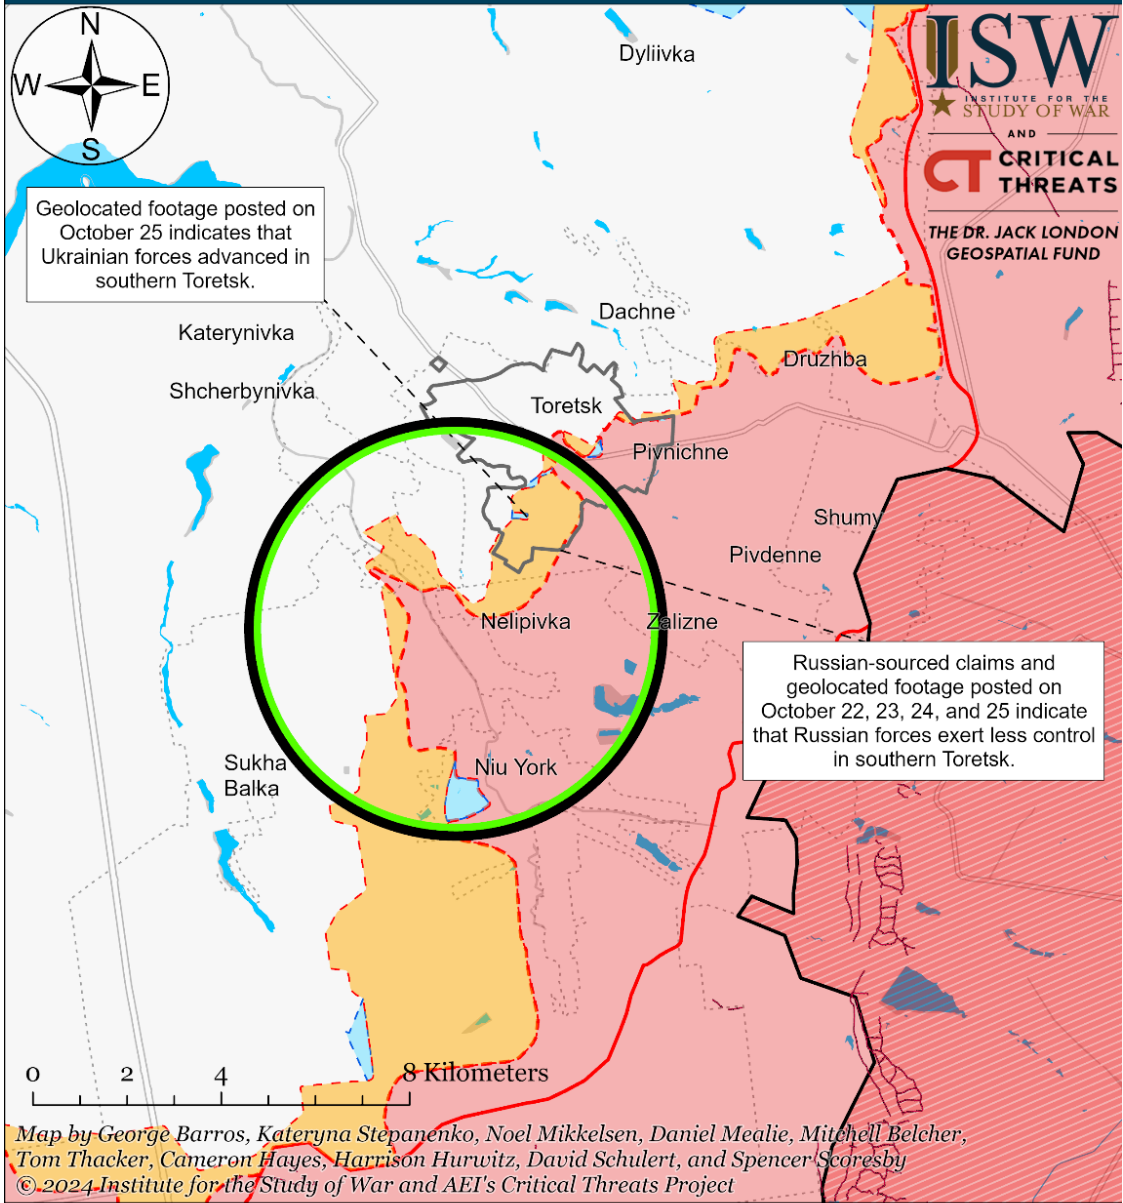 N
W
E
S
Dyliivka
ISW
INSTITUTE FOR THE
STUDY OF WAR
AND
CT CRITICAL
THREATS
THE DR. JACK LONDON
GEOSPATIAL FUND
Geolocated footage posted on
October 25 indicates that
Ukrainian forces advanced in
southern Toretsk.
Katerynivka
Dachne
Druzhba
Shcherbynivka
Toretsk
Pivnichne
Shumy
Pivdenne
Nelipivka
Zalizne
Russian-sourced claims and
geolocated footage posted on
October 22, 23, 24, and 25 indicate
that Russian forces exert less control
in southern Toretsk.
Sukha
Balka
Niu York
0 2 4 8 Kilometers
Map by George Barros, Kateryna Stepanenko, Noel Mikkelsen, Daniel Mealie, Mitchell Belcher,
Tom Thacker, Cameron Hayes, Harrison Hurwitz, David Schulert, and Spencer Scoresby
© 2024 Institute for the Study of War and AEI's Critical Threats Project